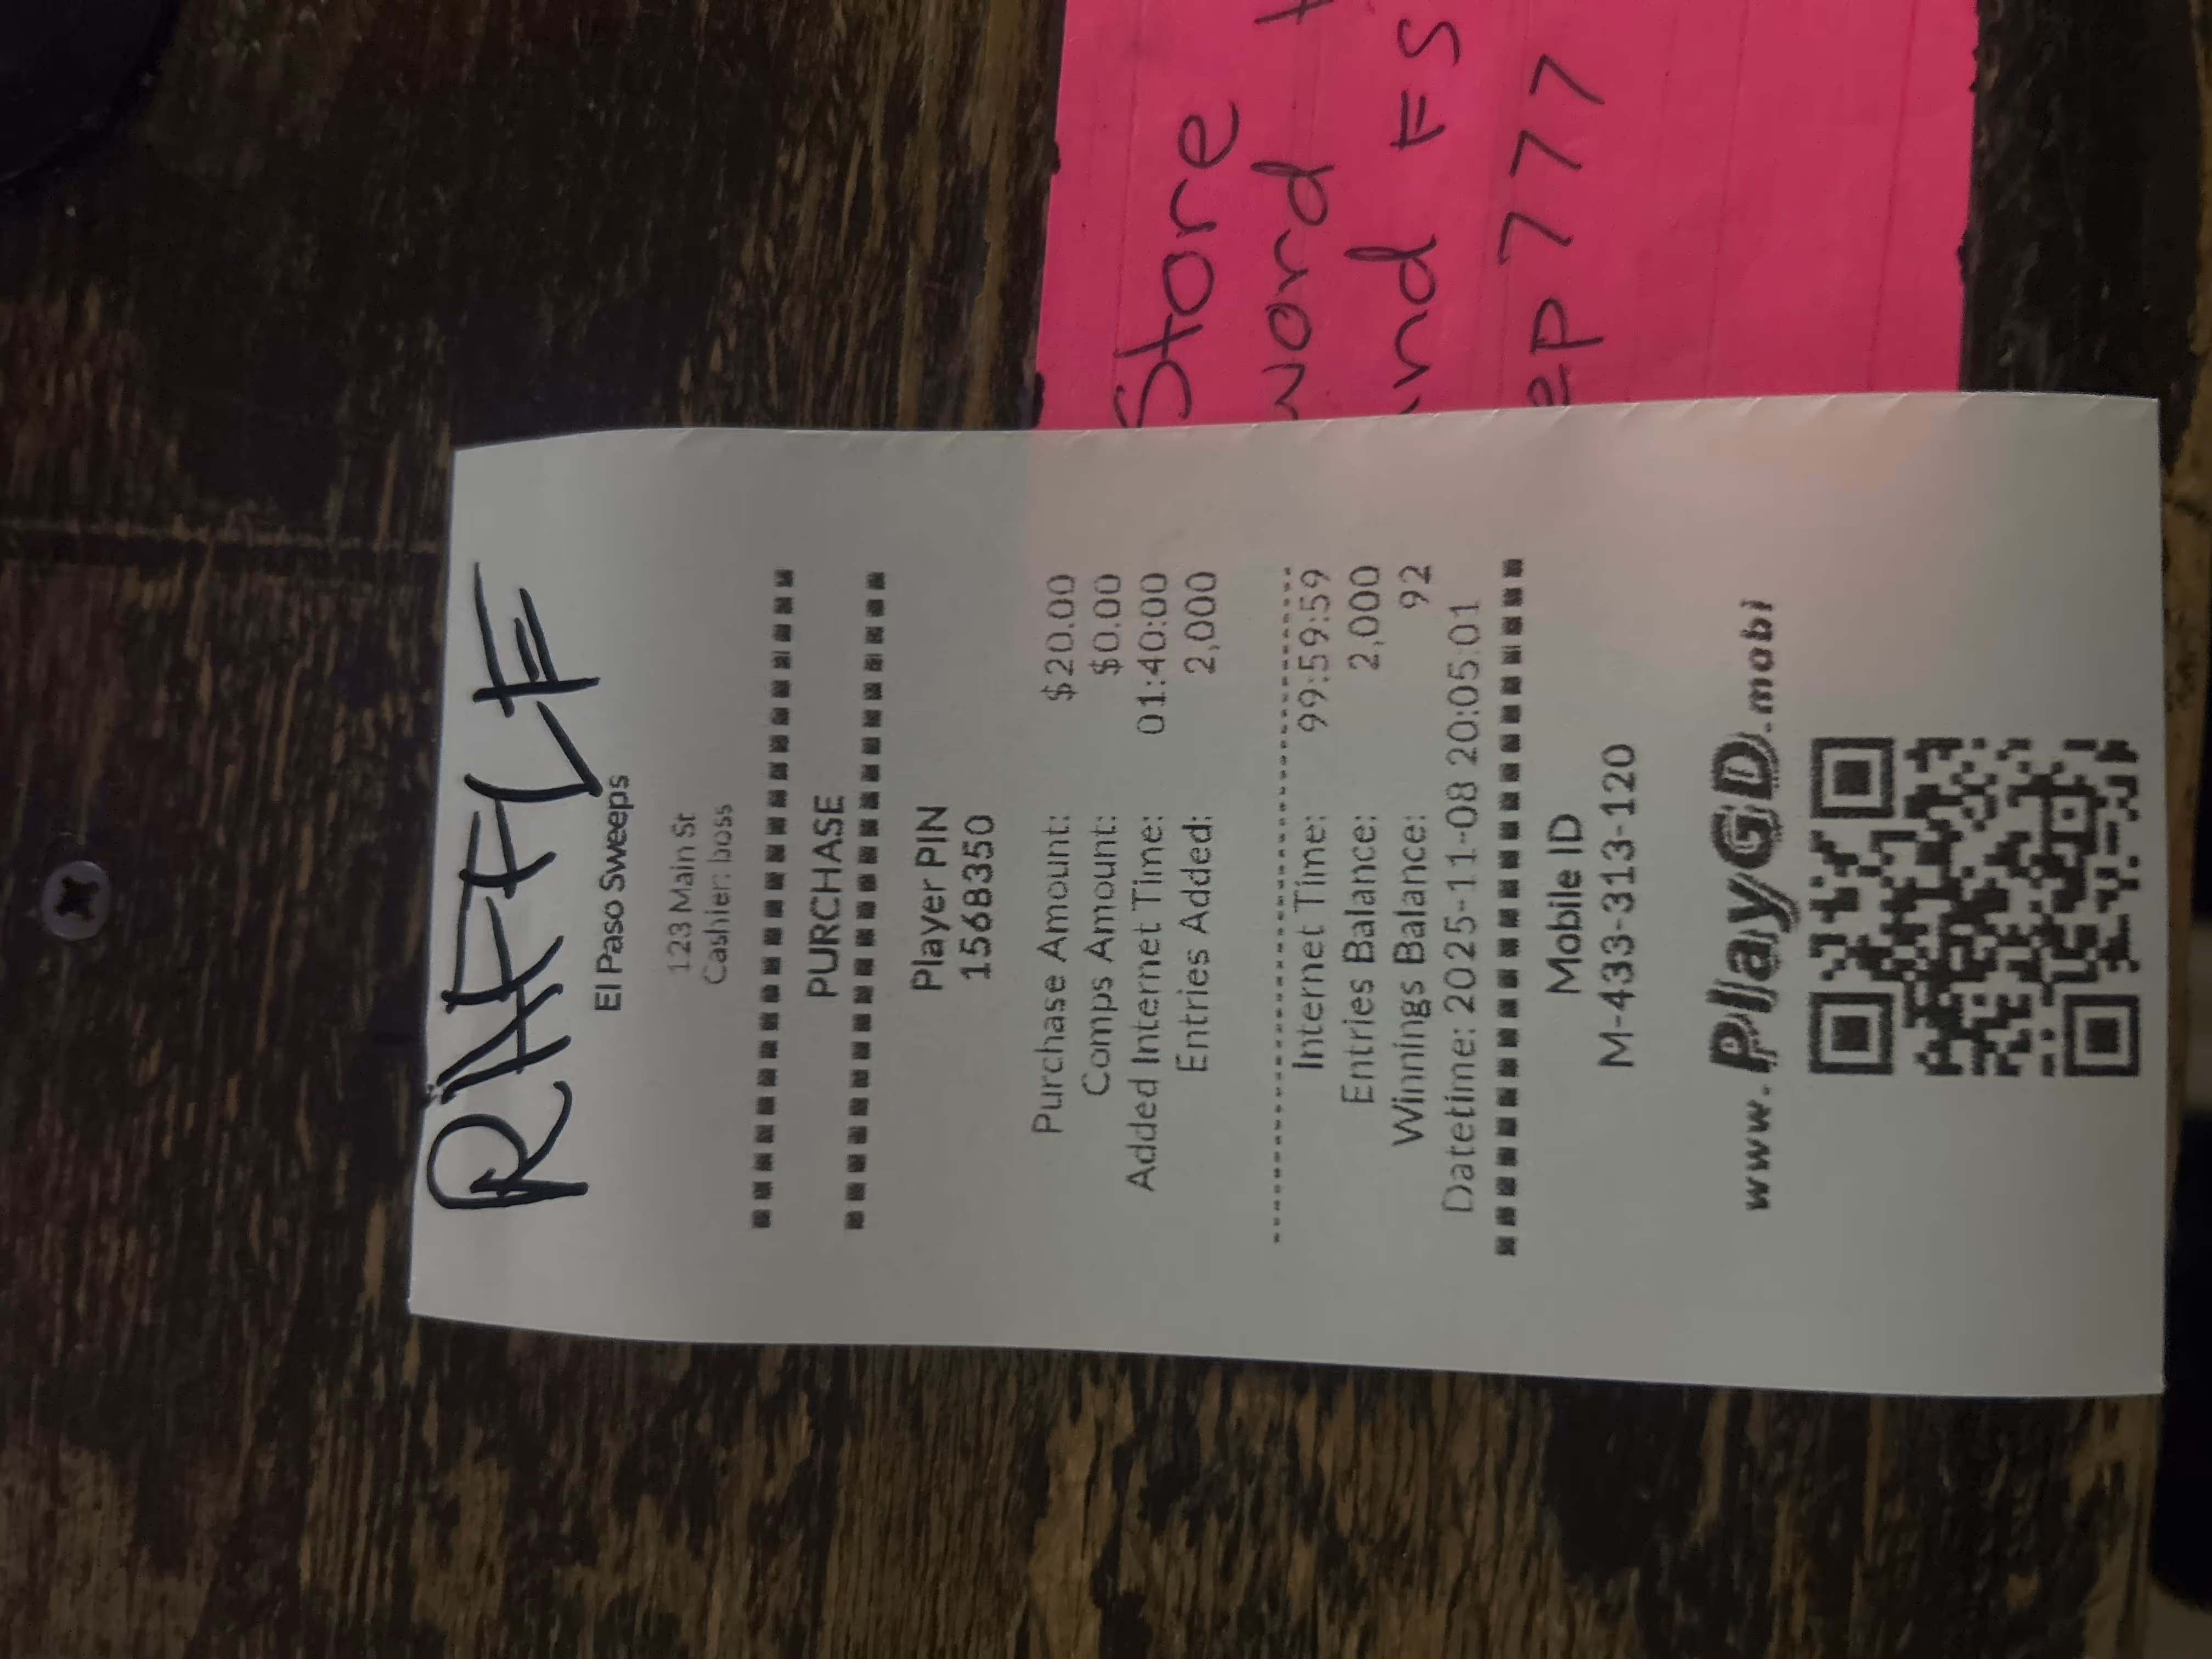 RAFFLE
El Paso Sweeps
123 Main St
Cashier: boss
PURCHASE
Player PIN
1568350
Purchase Amount: $20.00
Comps Amount: $0.00
Added Internet Time: 01:40:00
Entries Added: 2,000
Internet Time: 99:59:59
Entries Balance: 2,000
Winnings Balance: 92
Datetime: 2025-11-08 20:05:01
Mobile ID
M-433-313-120
www.PlayGD.mobi
Store
word
nd FS
ep 777